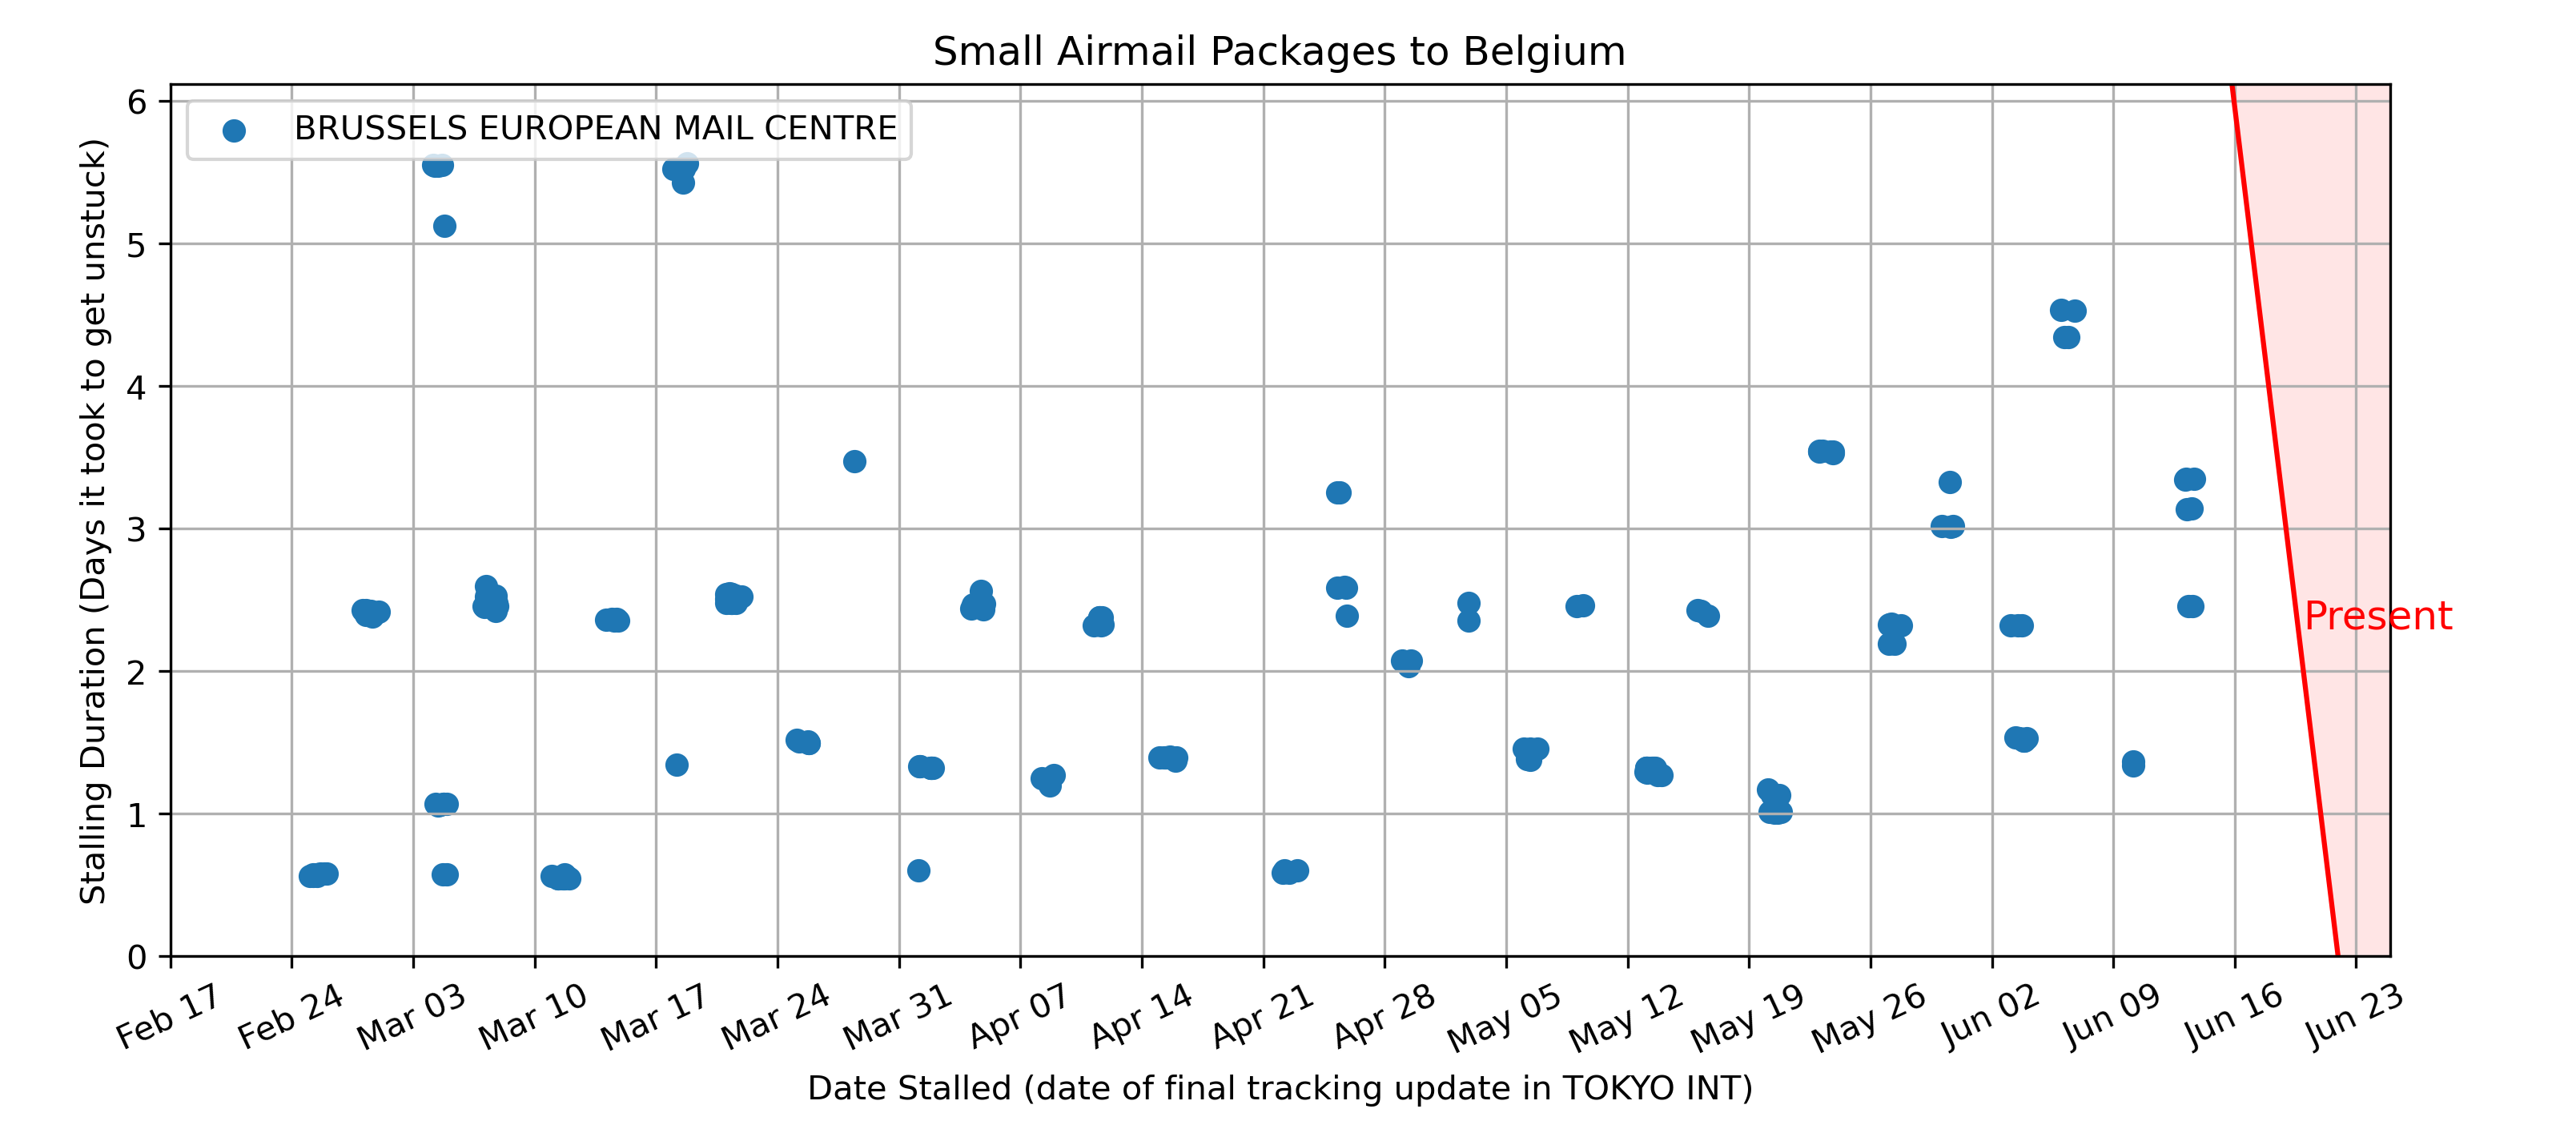 Small Airmail Packages to Belgium
BRUSSELS EUROPEAN MAIL CENTRE
Stalling Duration (Days it took to get unstuck)
6
5
4
3
2
1
0
Present
Feb 17
Feb 24
Mar 03
Mar 10
Mar 17
Mar 24
Mar 31
Apr 07
Apr 14
Apr 21
Apr 28
May 05
May 12
May 19
May 26
Jun 02
Jun 09
Jun 16
Jun 23
Date Stalled (date of final tracking update in TOKYO INT)